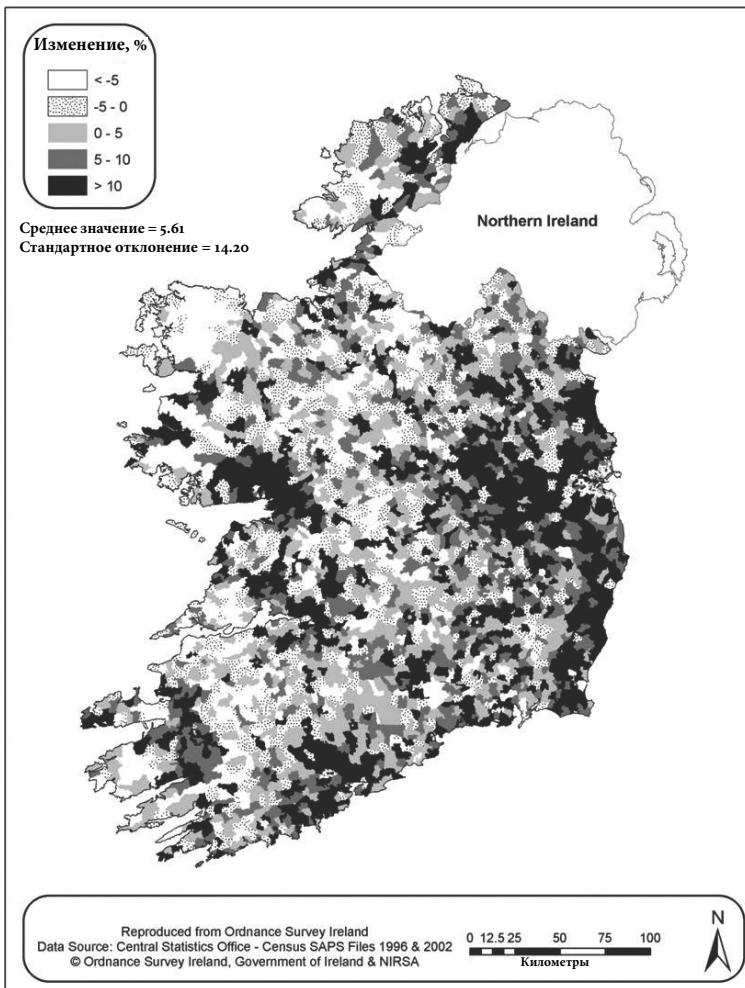 Изменение, %
< -5
-5 - 0
0 - 5
5 - 10
> 10
Среднее значение = 5.61
Стандартное отклонение = 14.20
Northern Ireland
Reproduced from Ordnance Survey Ireland
Data Source: Central Statistics Office - Census SAPS Files 1996 & 2002
© Ordnance Survey Ireland, Government of Ireland & NIRSA
0 12.5 25 50 75 100
Километры
N